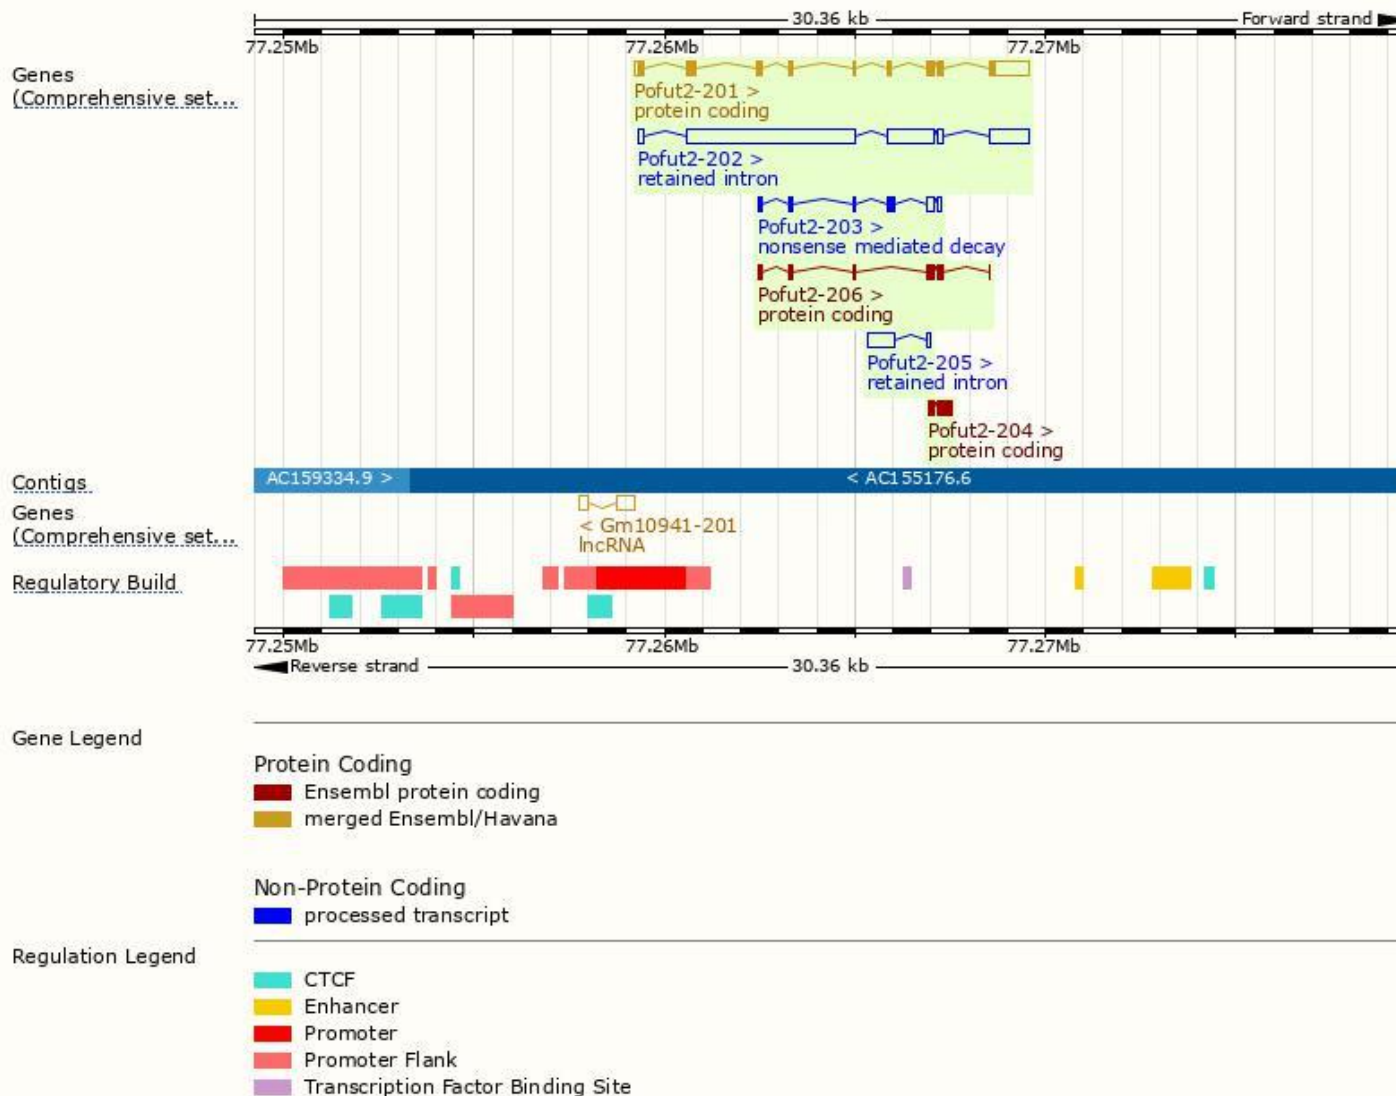 30.36 kb
Forward strand
77.25Mb 77.26Mb 77.27Mb
Genes
(Comprehensive set...
Pofut2-201 >
protein coding
Pofut2-202 >
retained intron
Pofut2-203 >
nonsense mediated decay
Pofut2-206 >
protein coding
Pofut2-205 >
retained intron
Pofut2-204 >
protein coding
Contigs
AC159334.9 > < AC155176.6
Genes
(Comprehensive set...
< Gm10941-201
lncRNA
Regulatory Build
77.25Mb 77.26Mb 77.27Mb
Reverse strand 30.36 kb
Gene Legend
Protein Coding
Ensembl protein coding
merged Ensembl/Havana
Non-Protein Coding
processed transcript
Regulation Legend
CTCF
Enhancer
Promoter
Promoter Flank
Transcription Factor Binding Site